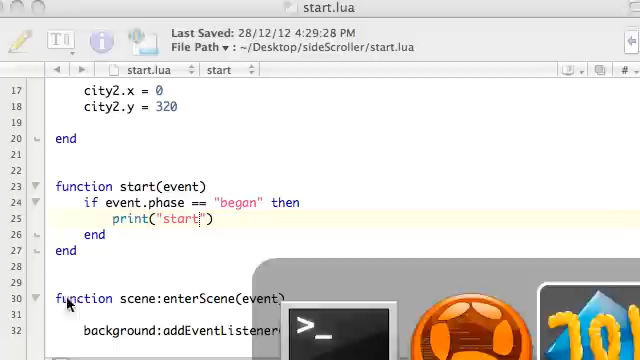 start.lua
Last Saved: 28/12/12 4:29:28 PM
File Path ▾ : ~/Desktop/sideScroller/start.lua
start.lua start
17 city2.x = 0
18 city2.y = 320
19
20 end
21
22
23 function start(event)
24 if event.phase == "began" then
25 print("start")
26 end
27 end
28
29
30 function scene:enterScene(event)
31
32 background:addEventListener(
>_